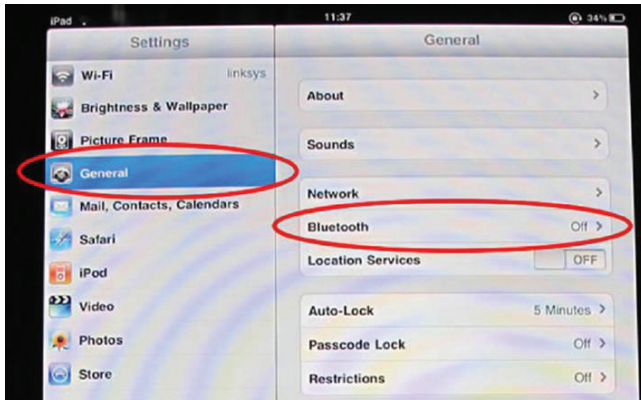 iPad
11:37
34%
Settings
General
Wi-Fi linksys
Brightness & Wallpaper
Picture Frame
General
Mail, Contacts, Calendars
Safari
iPod
Video
Photos
Store
About
Sounds
Network
Bluetooth Off
Location Services OFF
Auto-Lock 5 Minutes
Passcode Lock Off
Restrictions Off